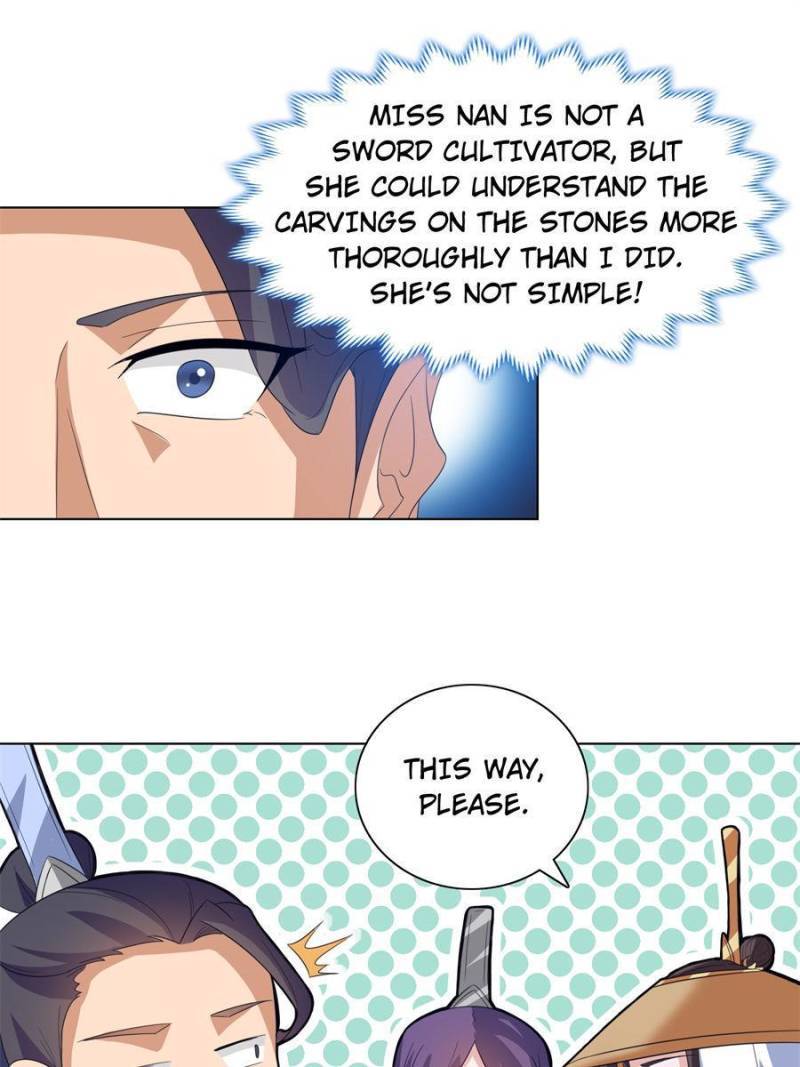 MISS NAN IS NOT A
SWORD CULTIVATOR, BUT
SHE COULD UNDERSTAND THE
CARVINGS ON THE STONES MORE
THOROUGHLY THAN I DID.
SHE'S NOT SIMPLE!
THIS WAY,
PLEASE.